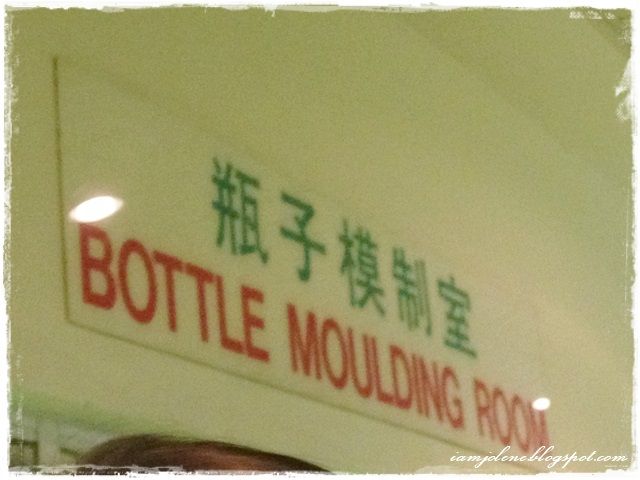 瓶子模制室
BOTTLE MOULDING ROOM
iamjolene.blogspot.com